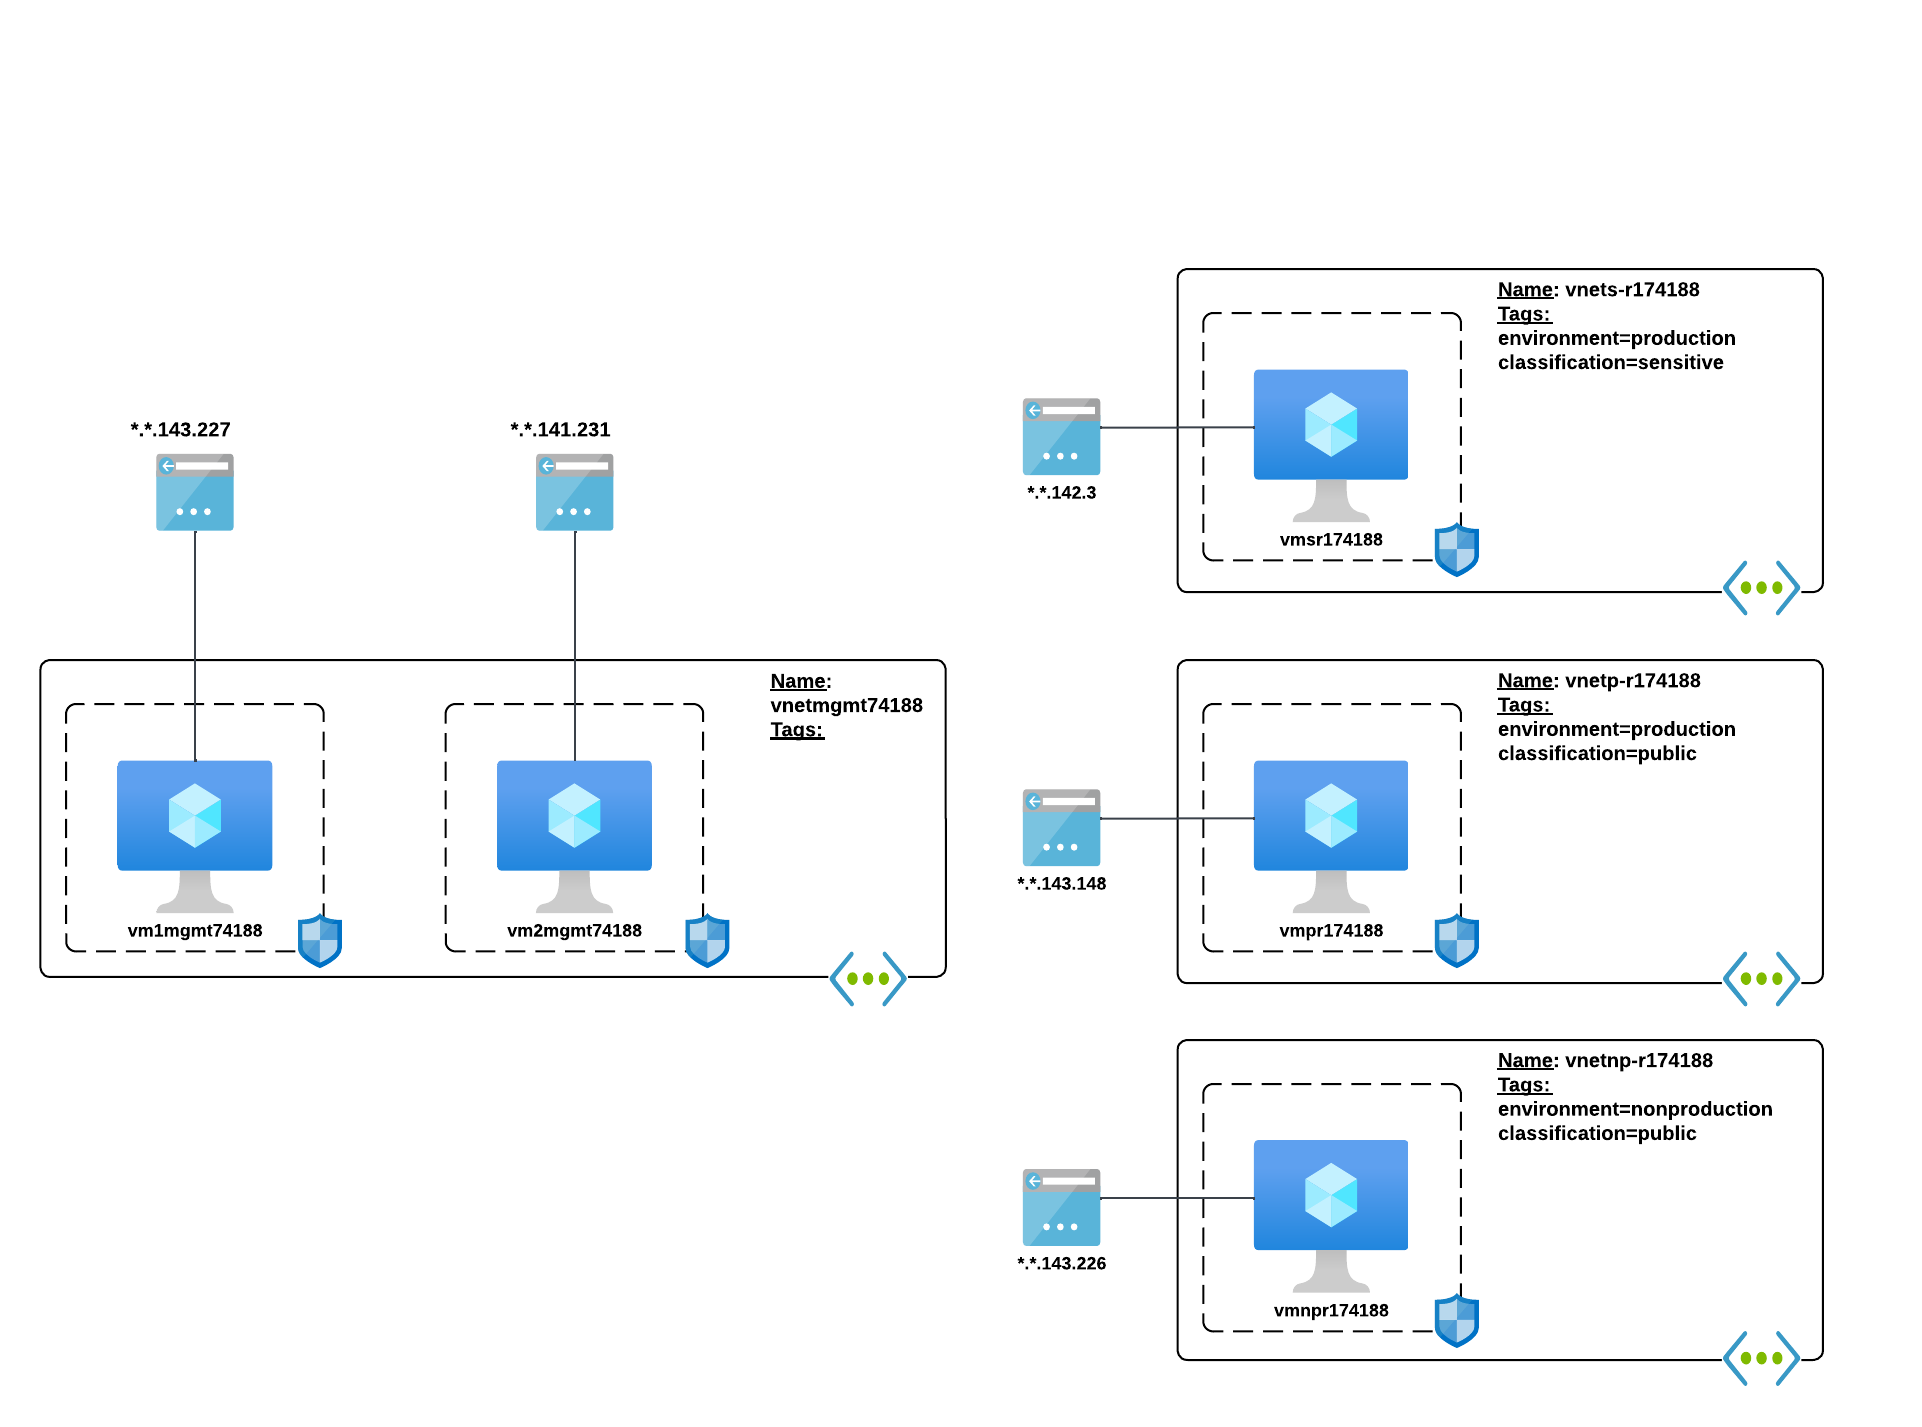 *.*.143.227
*.*.141.231
Name:
vnetmgmt74188
Tags:
vm1mgmt74188
vm2mgmt74188
Name: vnets-r174188
Tags:
environment=production
classification=sensitive
*.*.142.3
vmsr174188
Name: vnetp-r174188
Tags:
environment=production
classification=public
*.*.143.148
vmpr174188
Name: vnetnp-r174188
Tags:
environment=nonproduction
classification=public
*.*.143.226
vmnpr174188